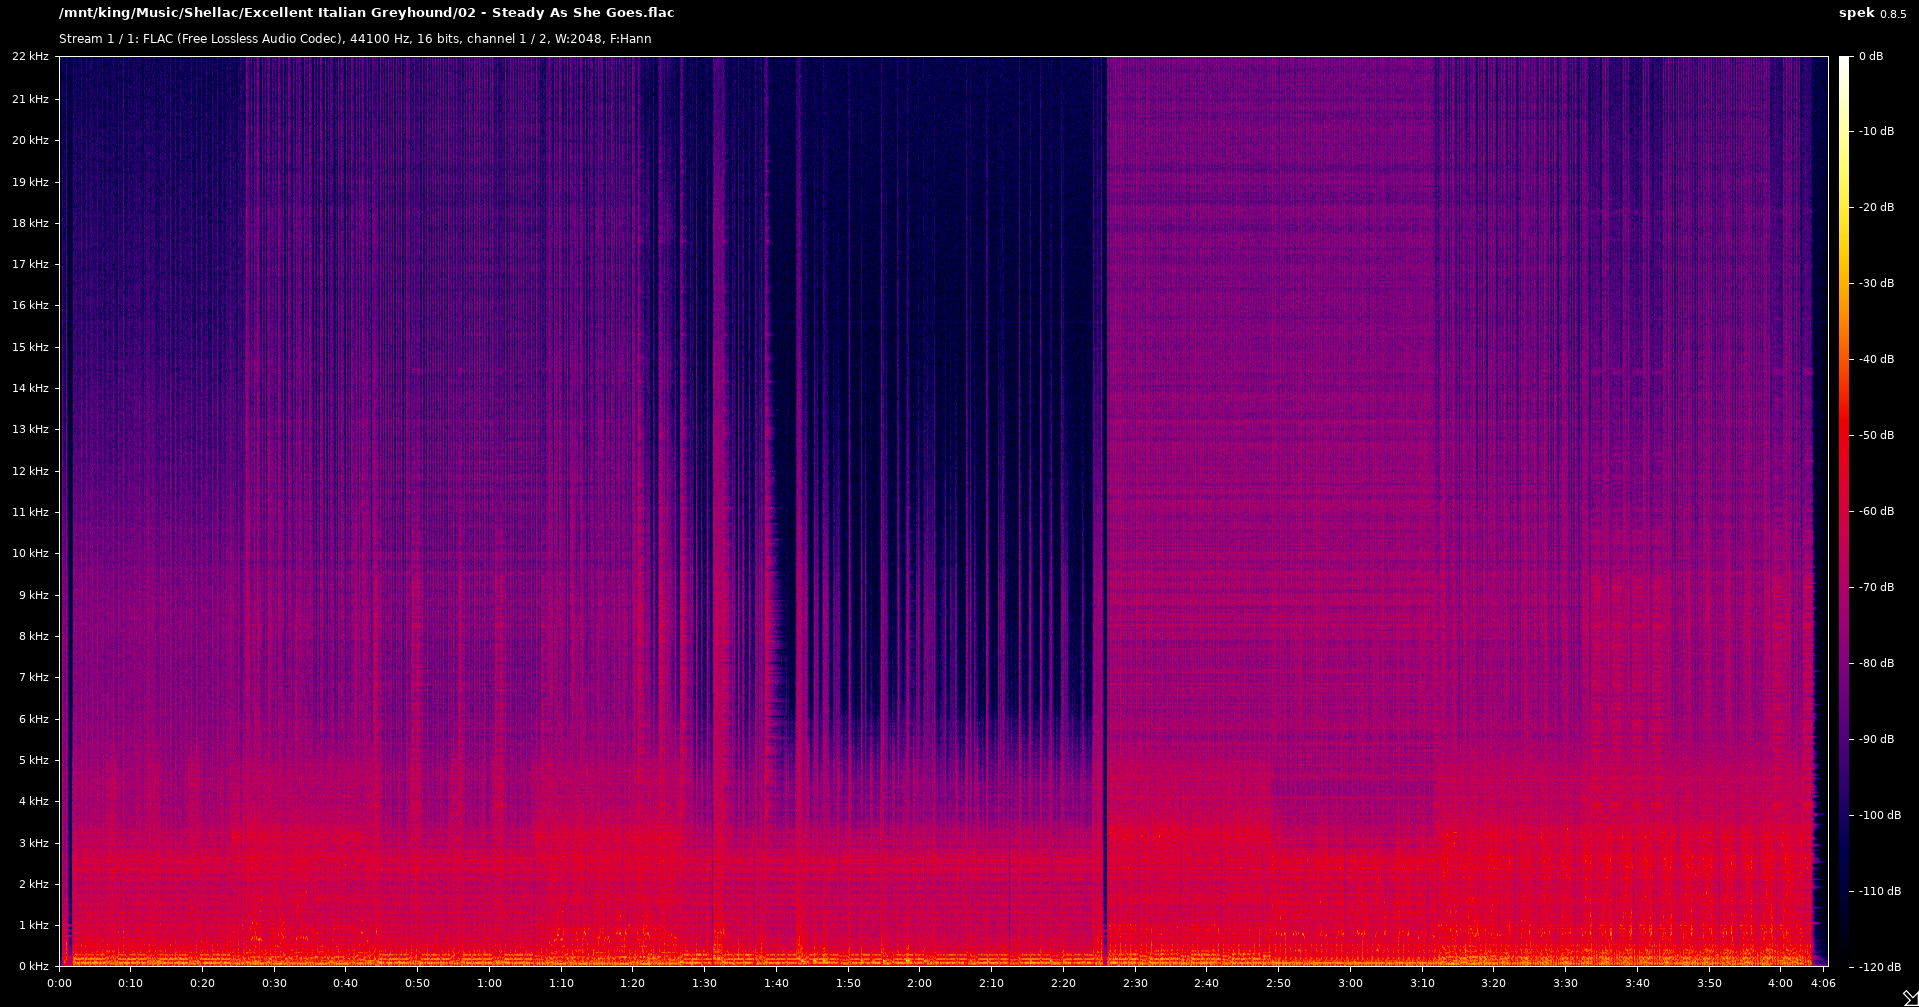 /mnt/king/Music/Shellac/Excellent Italian Greyhound/02 - Steady As She Goes.flac
spek 0.8.5
Stream 1 / 1: FLAC (Free Lossless Audio Codec), 44100 Hz, 16 bits, channel 1 / 2, W:2048, F:Hann
22 kHz
21 kHz
20 kHz
19 kHz
18 kHz
17 kHz
16 kHz
15 kHz
14 kHz
13 kHz
12 kHz
11 kHz
10 kHz
9 kHz
8 kHz
7 kHz
6 kHz
5 kHz
4 kHz
3 kHz
2 kHz
1 kHz
0 kHz
0 dB
-10 dB
-20 dB
-30 dB
-40 dB
-50 dB
-60 dB
-70 dB
-80 dB
-90 dB
-100 dB
-110 dB
-120 dB
0:00 0:10 0:20 0:30 0:40 0:50 1:00 1:10 1:20 1:30 1:40 1:50 2:00 2:10 2:20 2:30 2:40 2:50 3:00 3:10 3:20 3:30 3:40 3:50 4:00 4:06